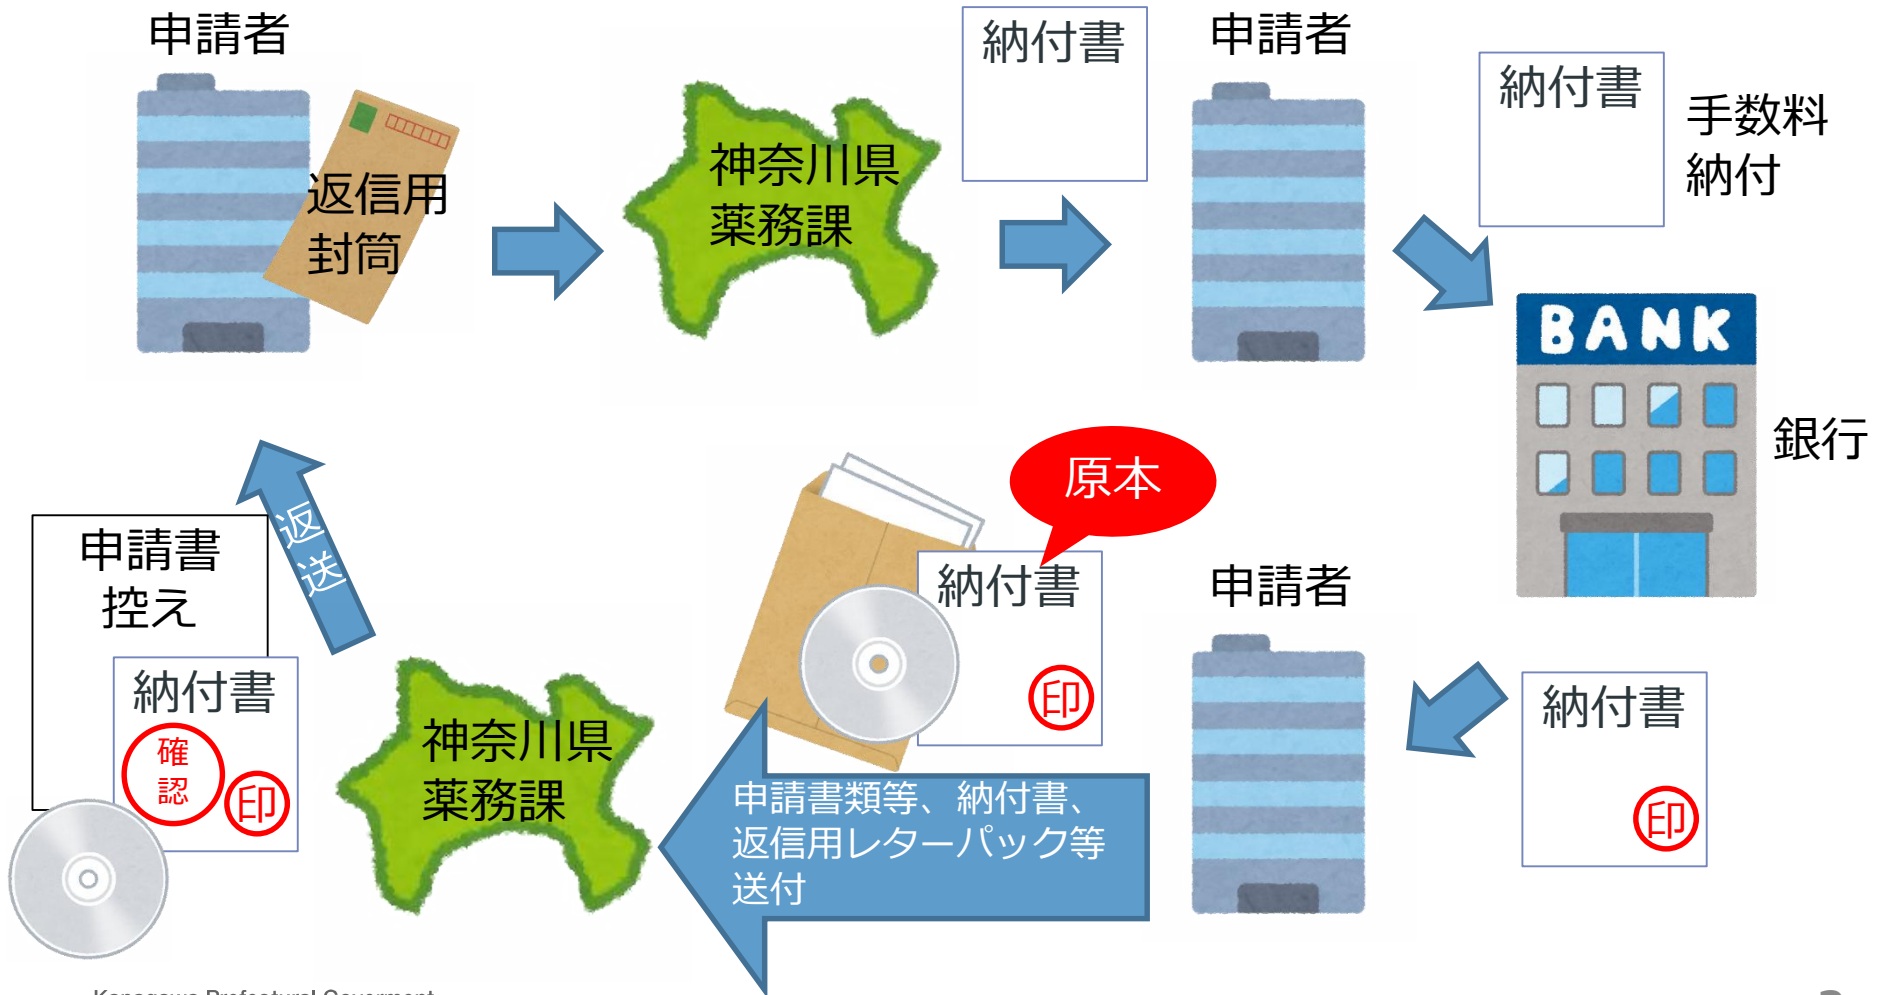 申請者
返信用
封筒
神奈川県
薬務課
納付書
申請者
納付書
手数料
納付
BANK
銀行
返送
申請書
控え
納付書
確
認
印
神奈川県
薬務課
原本
納付書
印
申請書類等、納付書、
返信用レターパック等
送付
申請者
納付書
印